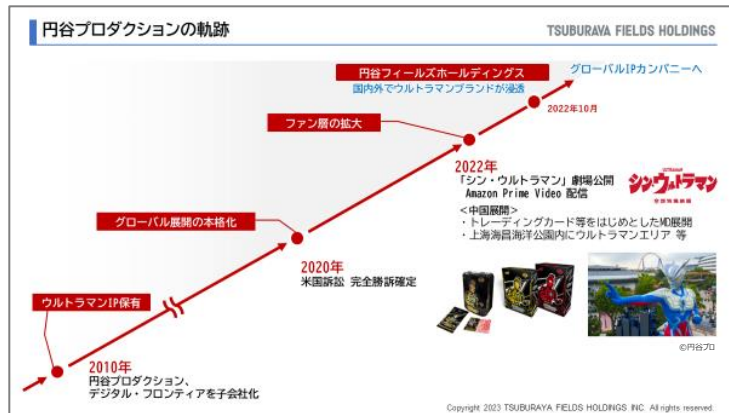 円谷プロダクションの軌跡
TSUBURAYA FIELDS HOLDINGS
円谷フィールズホールディングス
グローバルIPカンパニーへ
国内外でウルトラマンブランドが浸透
2022年10月
ファン層の拡大
2022年
「シン・ウルトラマン」劇場公開
Amazon Prime Video 配信
シン・ウルトラマン
<中国展開>
・トレーディングカード等をはじめとしたMD展開
・上海海昌海洋公園内にウルトラマンエリア 等
グローバル展開の本格化
2020年
米国訴訟 完全勝訴確定
ウルトラマンIP保有
2010年
円谷プロダクション、
デジタル・フロンティアを子会社化
©円谷プロ
Copyright 2023 TSUBURAYA FIELDS HOLDINGS INC. All rights reserved.